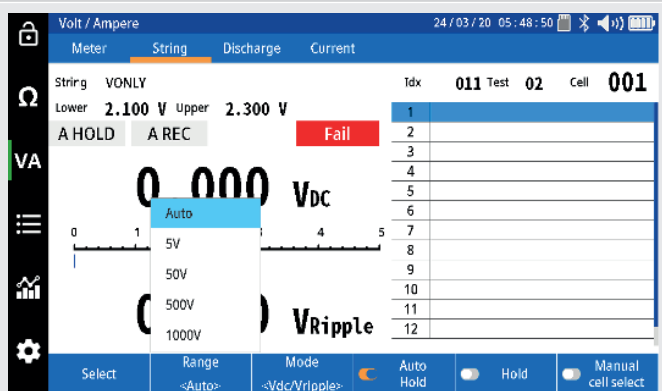 Volt / Ampere 24/03/20 05:48:50
Meter String Discharge Current
String VONLY Idx 011 Test 02 Cell 001
Lower 2.100 V Upper 2.300 V
A HOLD A REC Fail
Ω
VA
0.000 VDC
0 1 4 5
Auto
5V
50V
500V
1000V
VRipple
1
2
3
4
5
6
7
8
9
10
11
12
Select
Range
<Auto>
Mode
<Vdc/Vripple>
Auto
Hold
Hold
Manual
cell select